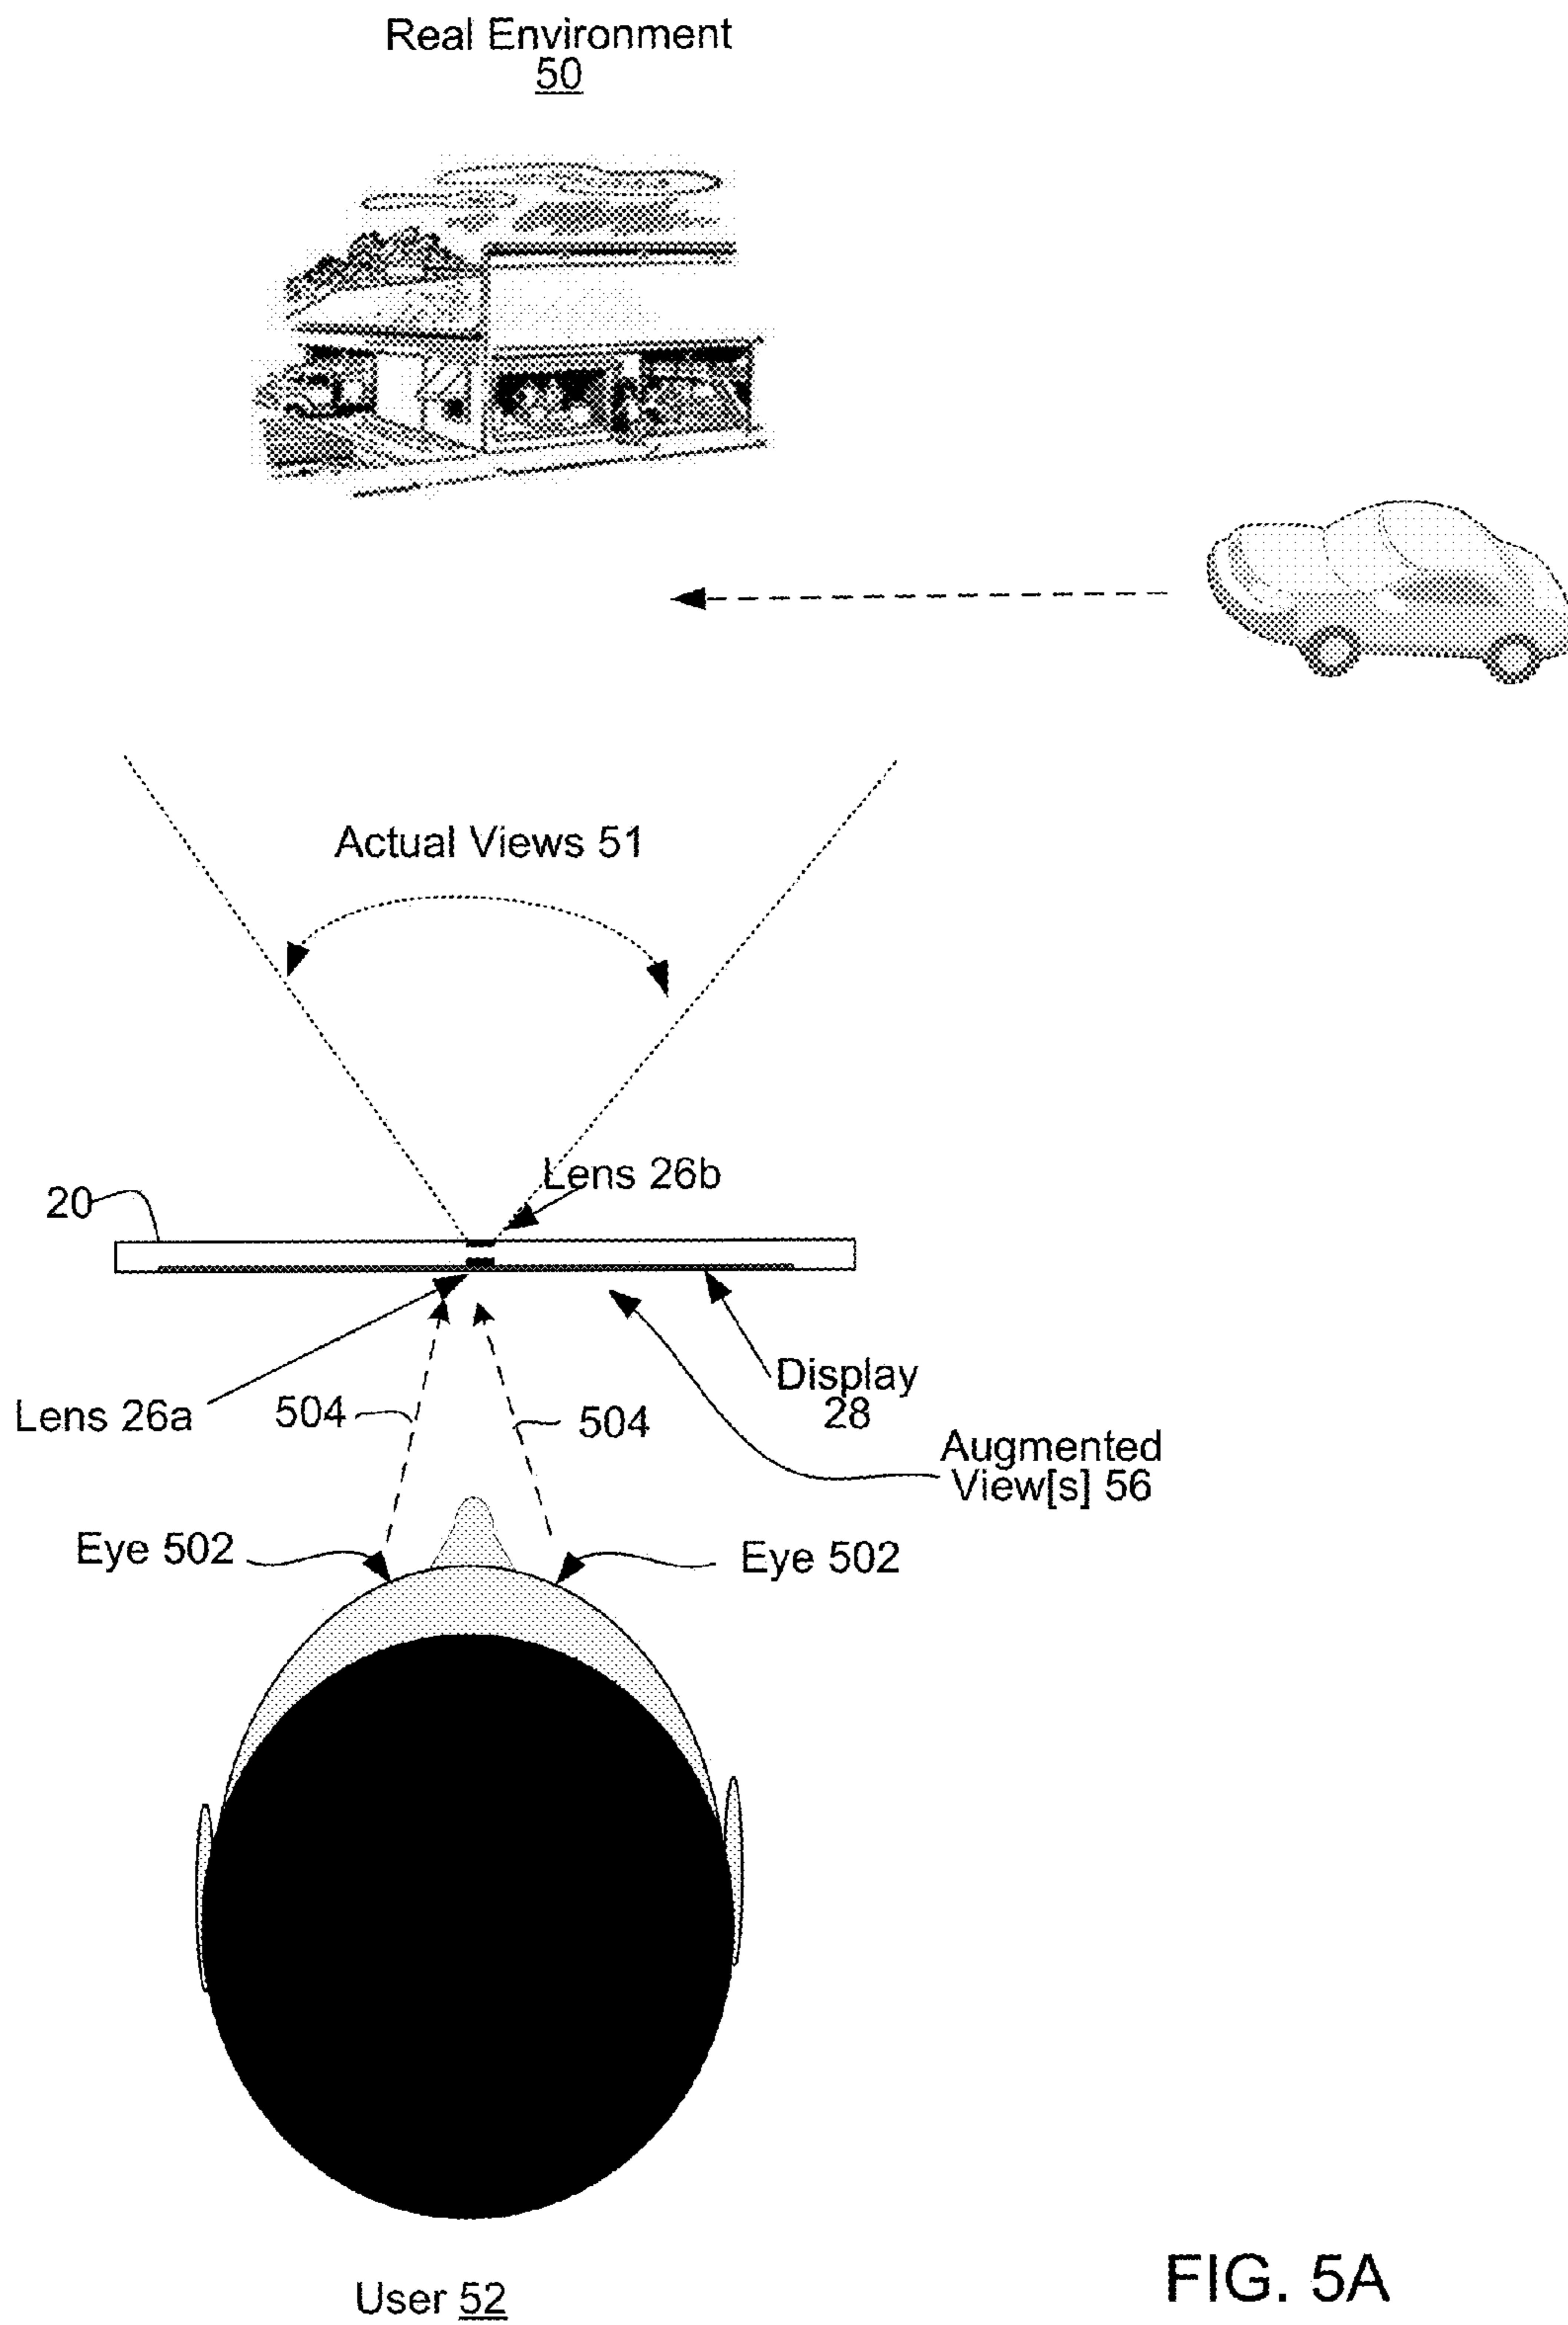 Real Environment
50
Actual Views 51
Lens 26b
20
Display
28
Lens 26a
504
504
Augmented
View[s] 56
Eye 502
Eye 502
User 52
FIG. 5A